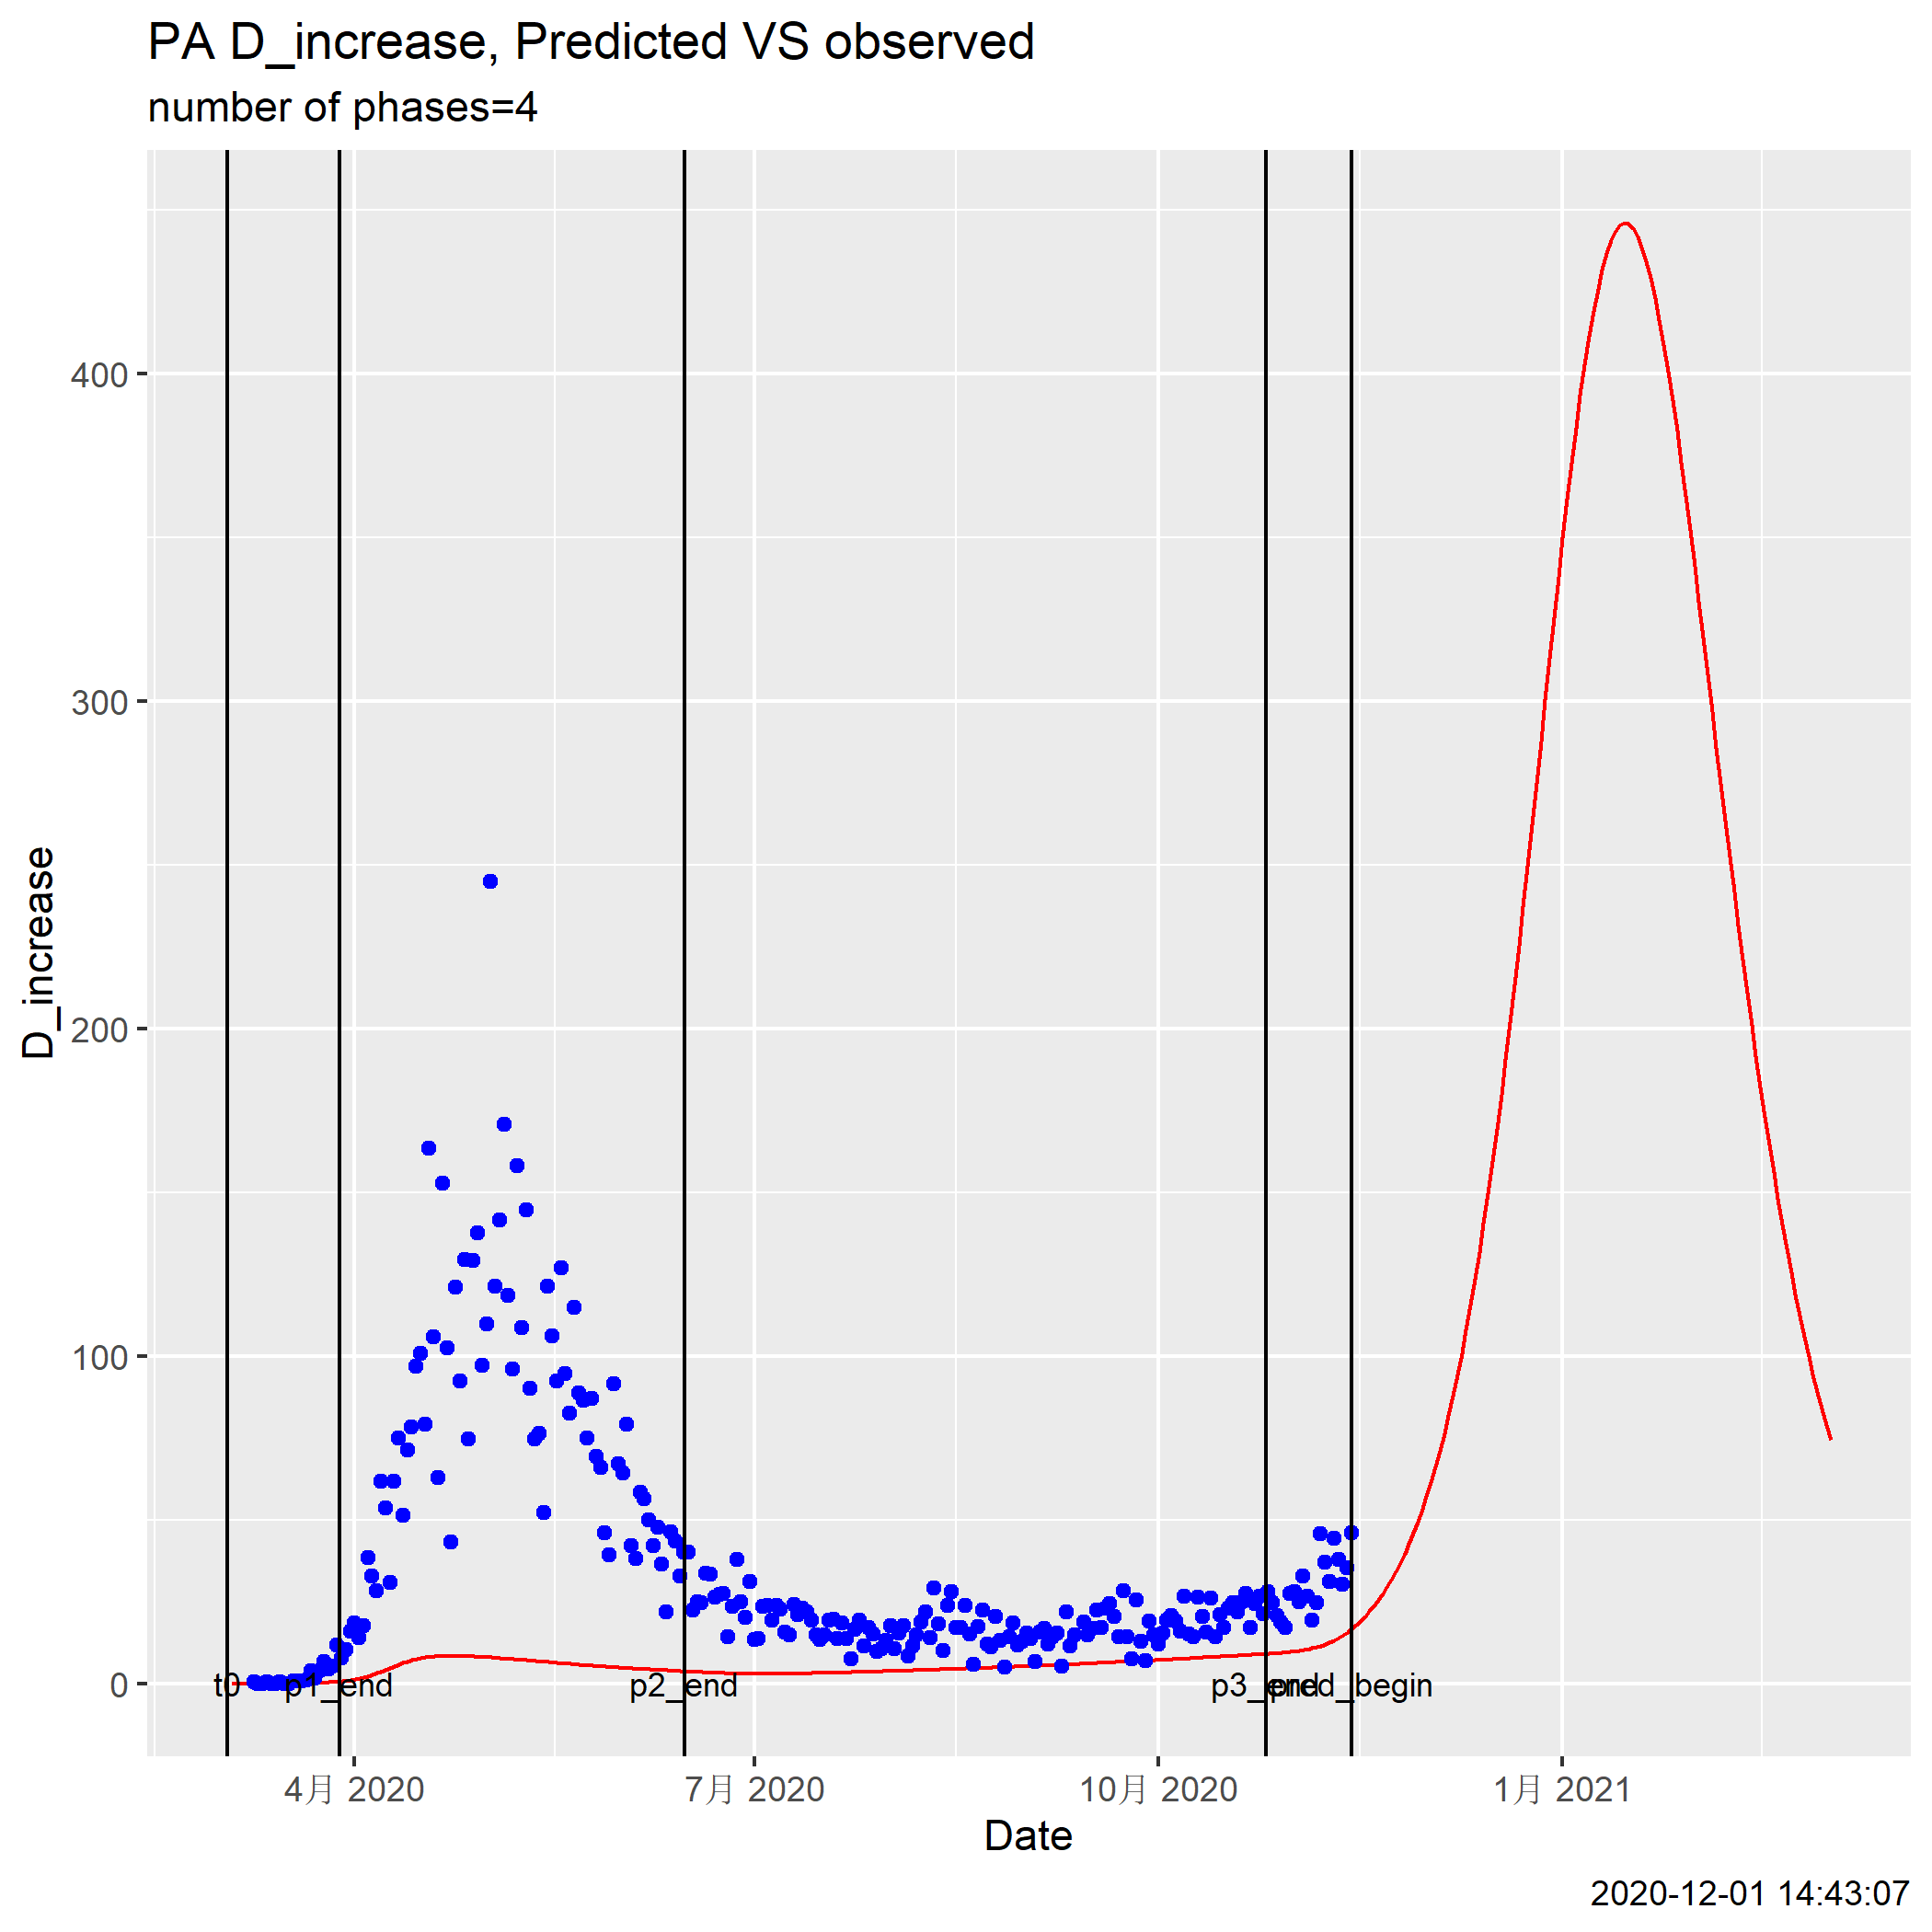 PA D_increase, Predicted VS observed
number of phases=4
D_increase
400
300
200
100
0
t0 p1_end p2_end p3_end pred_begin
4月 2020 7月 2020 10月 2020 1月 2021
Date
2020-12-01 14:43:07